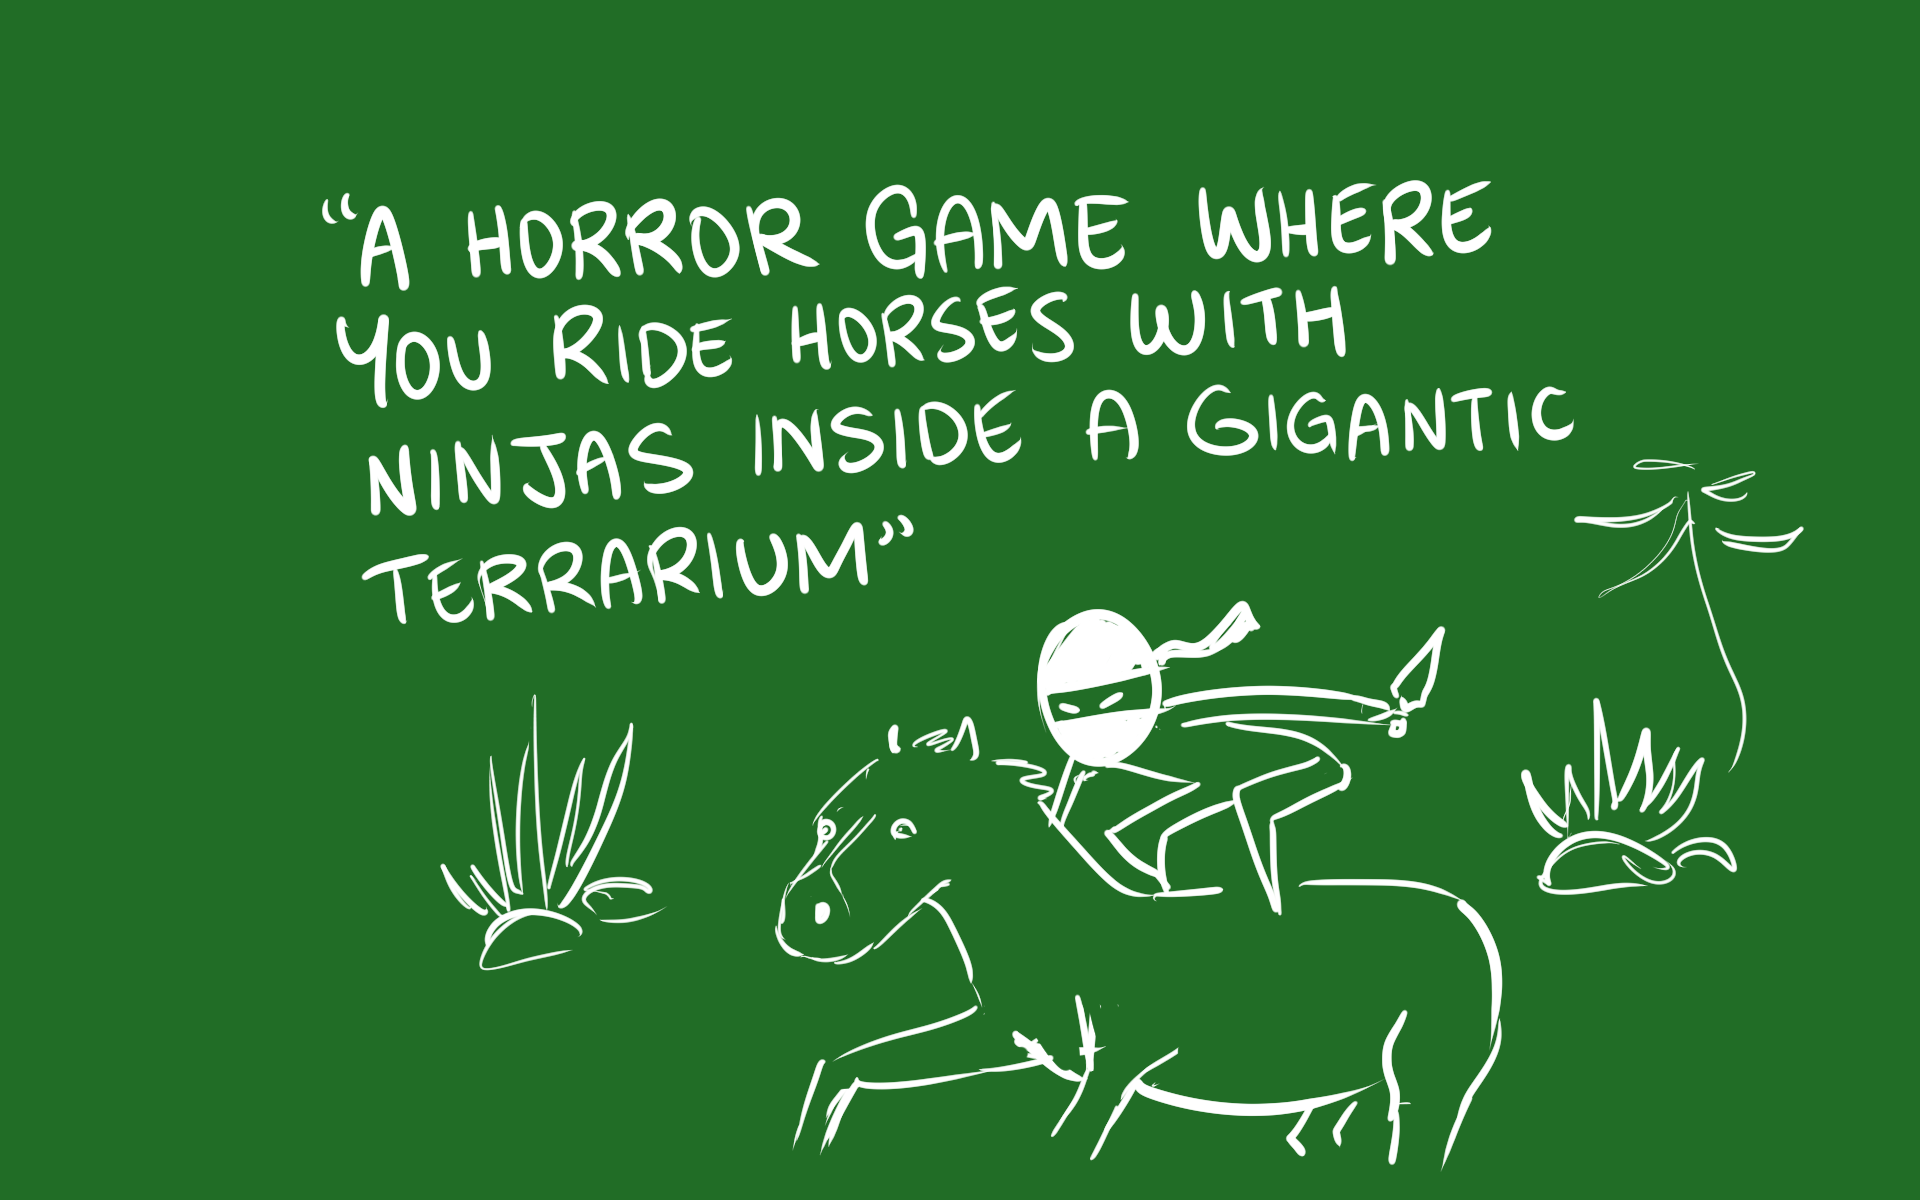 “A HORROR GAME WHERE
YOU RIDE HORSES WITH
NINJAS INSIDE A GIGANTIC
TERRARIUM”